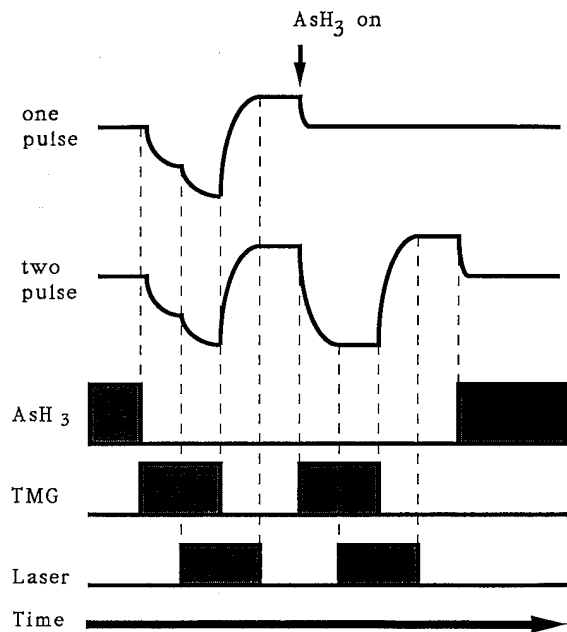 AsH3 on
one
pulse
two
pulse
AsH3
TMG
Laser
Time